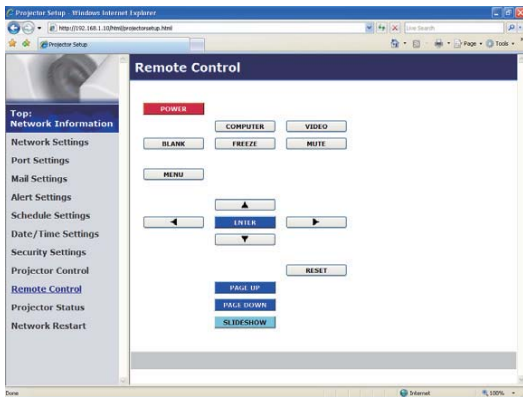 Projector Setup - Windows Internet Explorer
http://192.168.1.10/html/projectorsetup.html
Live Search
Projector Setup
Page
Tools
Remote Control
POWER
COMPUTER VIDEO
BLANK FREEZE MUTE
MENU
ENTER
RESET
PAGE UP
PAGE DOWN
SLIDESHOW
Top:
Network Information
Network Settings
Port Settings
Mail Settings
Alert Settings
Schedule Settings
Date/Time Settings
Security Settings
Projector Control
Remote Control
Projector Status
Network Restart
Done
Internet
100%